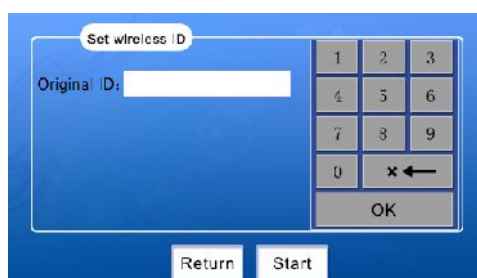 Set wireless ID
Original ID:
1 2 3
4 5 6
7 8 9
0 ×←
OK
Return Start